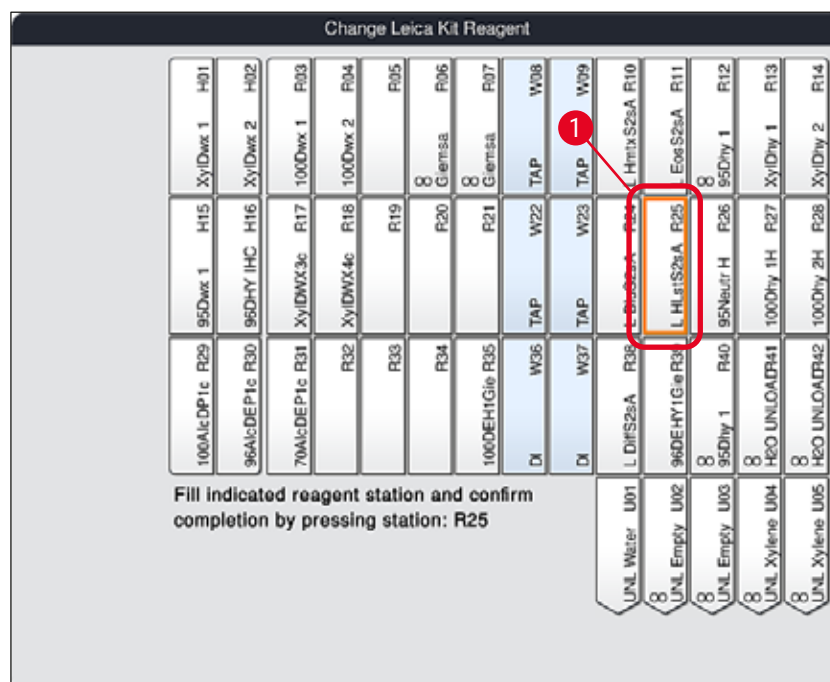 Change Leica Kit Reagent
XylDwx 1 H01
XylDwx 2 H02
100Dwx 1 R03
100Dwx 2 R04
R05
∞ Giemsa R06
∞ Giemsa R07
TAP W08
TAP W09
L HmtxS2sA R10
L EosS2sA R11
∞ 95Dhy 1 R12
XylDhy 1 R13
XylDhy 2 R14
1
95Dwx 1 H15
96DHY IHC H16
XylDWX3c R17
XylDWX4c R18
R19
R20
R21
TAP W22
TAP W23
L R24
L HLstS2sA R25
95Neutr H R26
100Dhy 1H R27
100Dhy 2H R28
100AlcDP1c R29
96AlcDEP1c R30
70AlcDEP1c R31
R32
R33
R34
100DEH1Gie R35
DI W36
DI W37
L DiffS2sA R38
96DEHY1Gie R39
∞ 95Dhy 1 R40
∞ H2O UNLOADR41
∞ H2O UNLOADR42
Fill indicated reagent station and confirm
completion by pressing station: R25
UNL Water U01
∞ UNL Empty U02
∞ UNL Empty U03
∞ UNL Xylene U04
∞ UNL Xylene U05